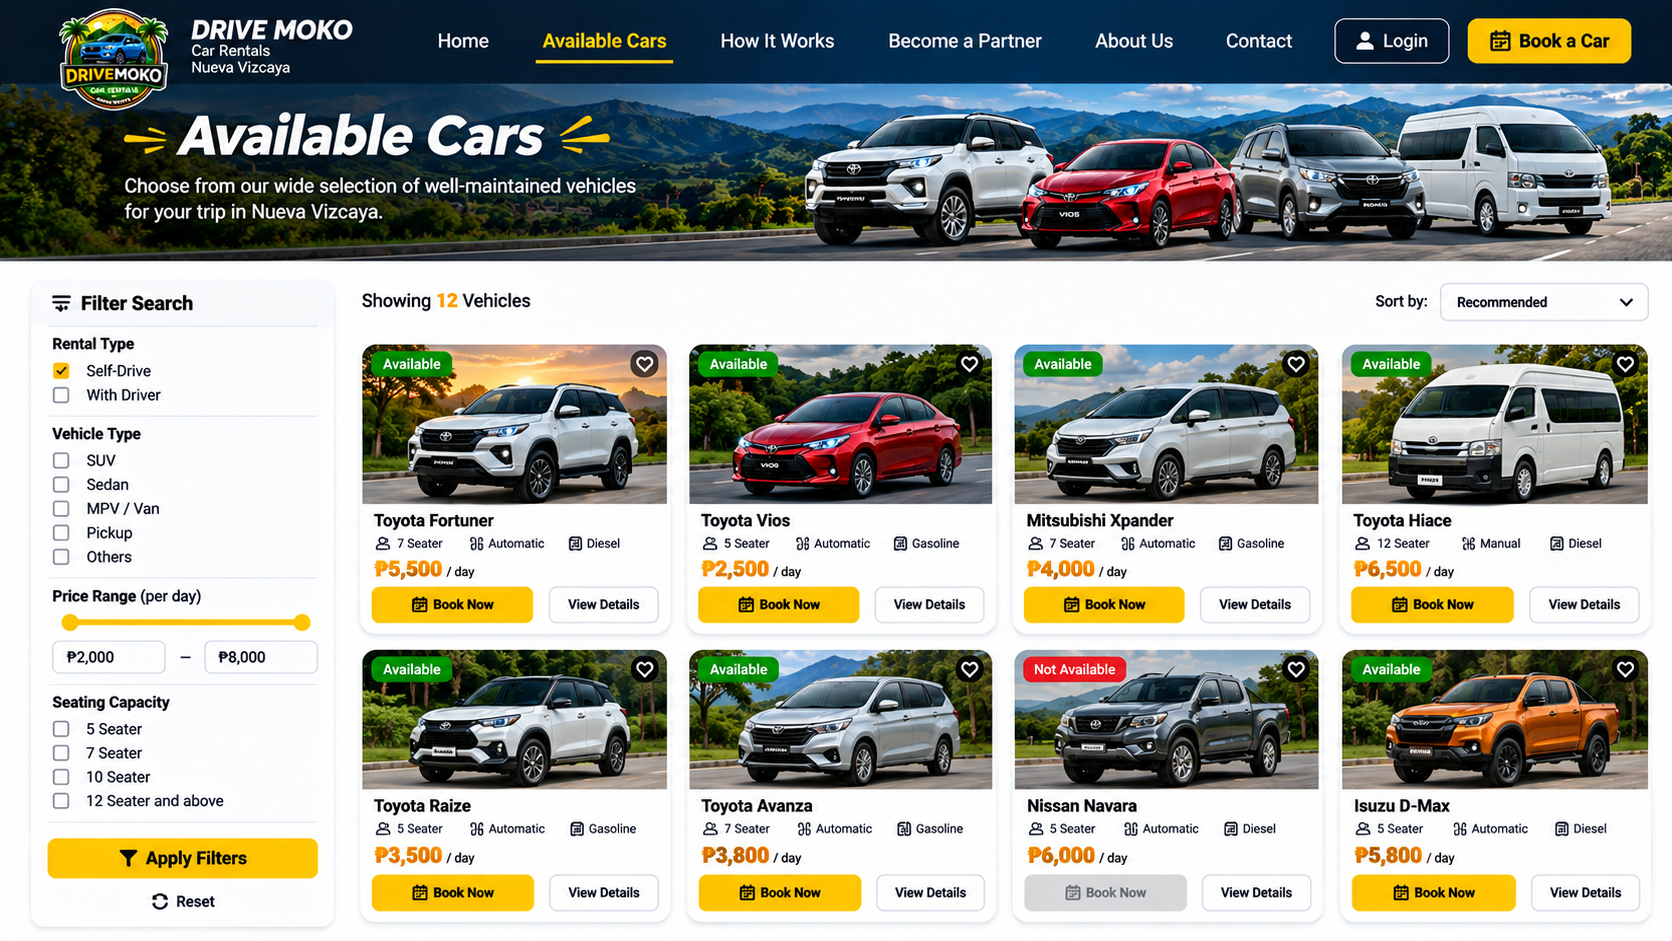 DRIVEMOKO
CAR RENTALS
DRIVE MOKO
Car Rentals
Nueva Vizcaya
Home
Available Cars
How It Works
Become a Partner
About Us
Contact
Login
Book a Car
Available Cars
Choose from our wide selection of well-maintained vehicles
for your trip in Nueva Vizcaya.
VIOS
Filter Search
Rental Type
Self-Drive
With Driver
Vehicle Type
SUV
Sedan
MPV / Van
Pickup
Others
Price Range (per day)
₱2,000 – ₱8,000
Seating Capacity
5 Seater
7 Seater
10 Seater
12 Seater and above
Apply Filters
Reset
Showing 12 Vehicles
Sort by: Recommended
Available
Toyota Fortuner
7 Seater Automatic Diesel
₱5,500 / day
Book Now View Details
Available
Toyota Vios
5 Seater Automatic Gasoline
₱2,500 / day
Book Now View Details
Available
Mitsubishi Xpander
7 Seater Automatic Gasoline
₱4,000 / day
Book Now View Details
Available
Toyota Hiace
12 Seater Manual Diesel
₱6,500 / day
Book Now View Details
Available
Toyota Raize
5 Seater Automatic Gasoline
₱3,500 / day
Book Now View Details
Available
Toyota Avanza
7 Seater Automatic Gasoline
₱3,800 / day
Book Now View Details
Not Available
Nissan Navara
5 Seater Automatic Diesel
₱6,000 / day
Book Now View Details
Available
Isuzu D-Max
5 Seater Automatic Diesel
₱5,800 / day
Book Now View Details